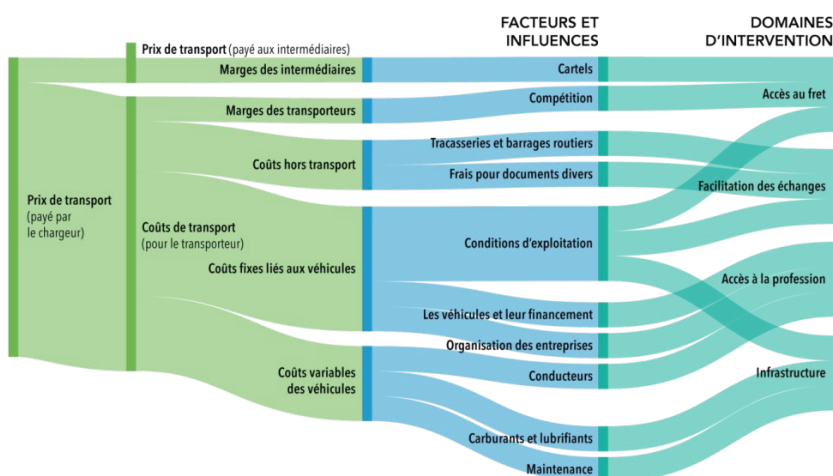 FACTEURS ET
INFLUENCES
DOMAINES
D'INTERVENTION
Prix de transport (payé aux intermédiaires)
Marges des intermédiaires
Cartels
Accès au fret
Marges des transporteurs
Compétition
Coûts hors transport
Tracasseries et barrages routiers
Frais pour documents divers
Facilitation des échanges
Prix de transport
(payé par
le chargeur)
Coûts de transport
(pour le transporteur)
Coûts fixes liés aux véhicules
Conditions d'exploitation
Accès à la profession
Les véhicules et leur financement
Organisation des entreprises
Coûts variables
des véhicules
Conducteurs
Infrastructure
Carburants et lubrifiants
Maintenance